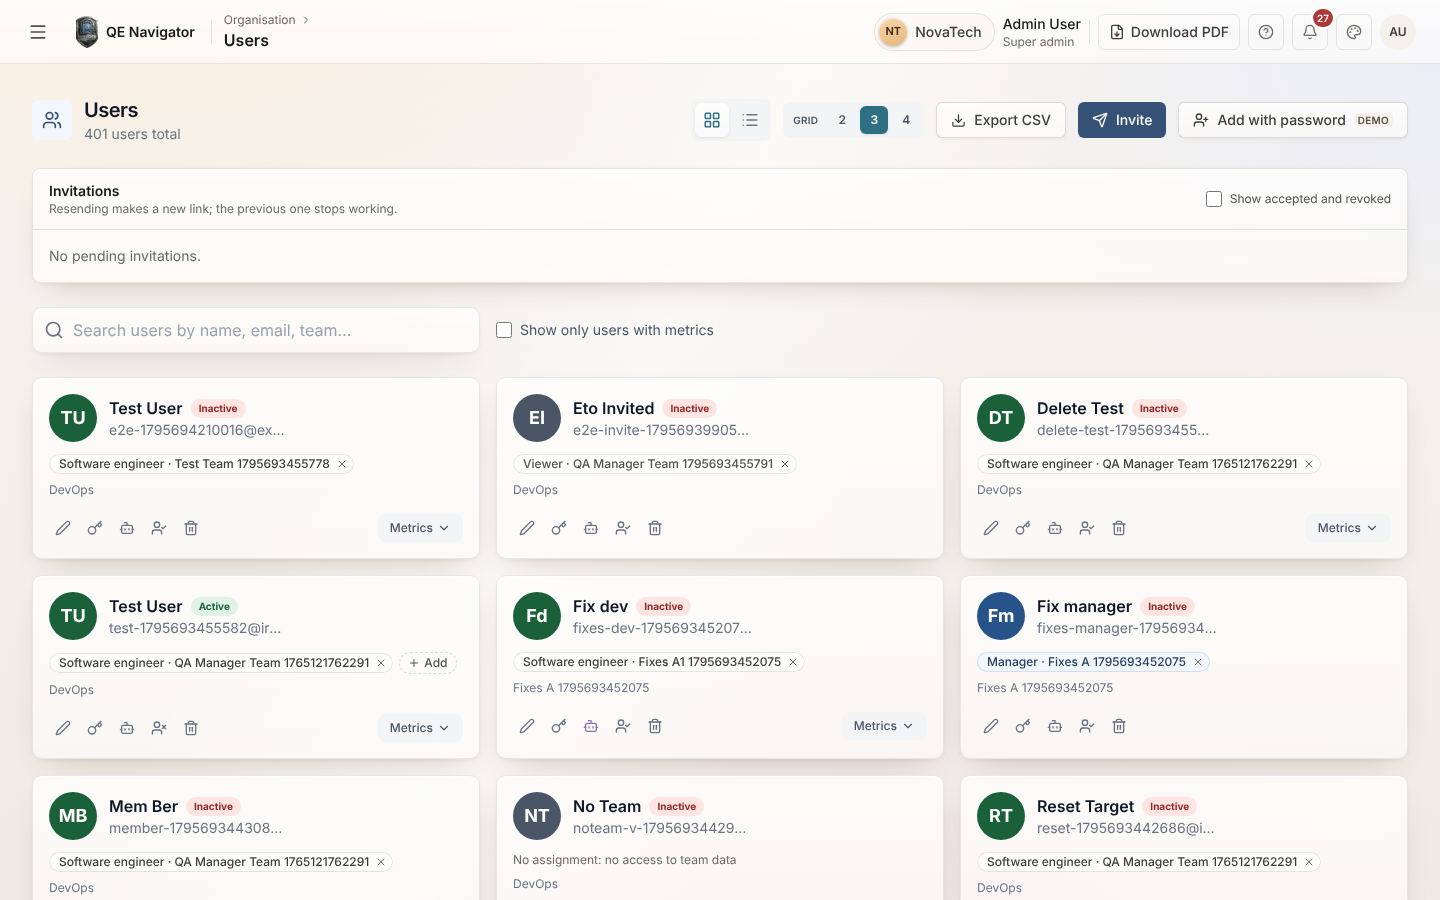 QE Navigator
Organisation
Users
NT NovaTech
Admin User
Super admin
Download PDF
27
AU
Users
401 users total
GRID 2 3 4
Export CSV
Invite
Add with password DEMO
Invitations
Resending makes a new link; the previous one stops working.
Show accepted and revoked
No pending invitations.
Search users by name, email, team...
Show only users with metrics
TU
Test User Inactive
e2e-1795694210016@ex...
Software engineer · Test Team 1795693455778
DevOps
Metrics
EI
Eto Invited Inactive
e2e-invite-17956939905...
Viewer · QA Manager Team 1795693455791
DevOps
DT
Delete Test Inactive
delete-test-1795693455...
Software engineer · QA Manager Team 1765121762291
DevOps
Metrics
TU
Test User Active
test-1795693455582@ir...
Software engineer · QA Manager Team 1765121762291
Add
DevOps
Metrics
Fd
Fix dev Inactive
fixes-dev-179569345207...
Software engineer · Fixes A1 1795693452075
Fixes A 1795693452075
Metrics
Fm
Fix manager Inactive
fixes-manager-17956934...
Manager · Fixes A 1795693452075
Fixes A 1795693452075
MB
Mem Ber Inactive
member-179569344308...
Software engineer · QA Manager Team 1765121762291
DevOps
NT
No Team Inactive
noteam-v-17956934429...
No assignment: no access to team data
DevOps
RT
Reset Target Inactive
reset-1795693442686@i...
Software engineer · QA Manager Team 1765121762291
DevOps